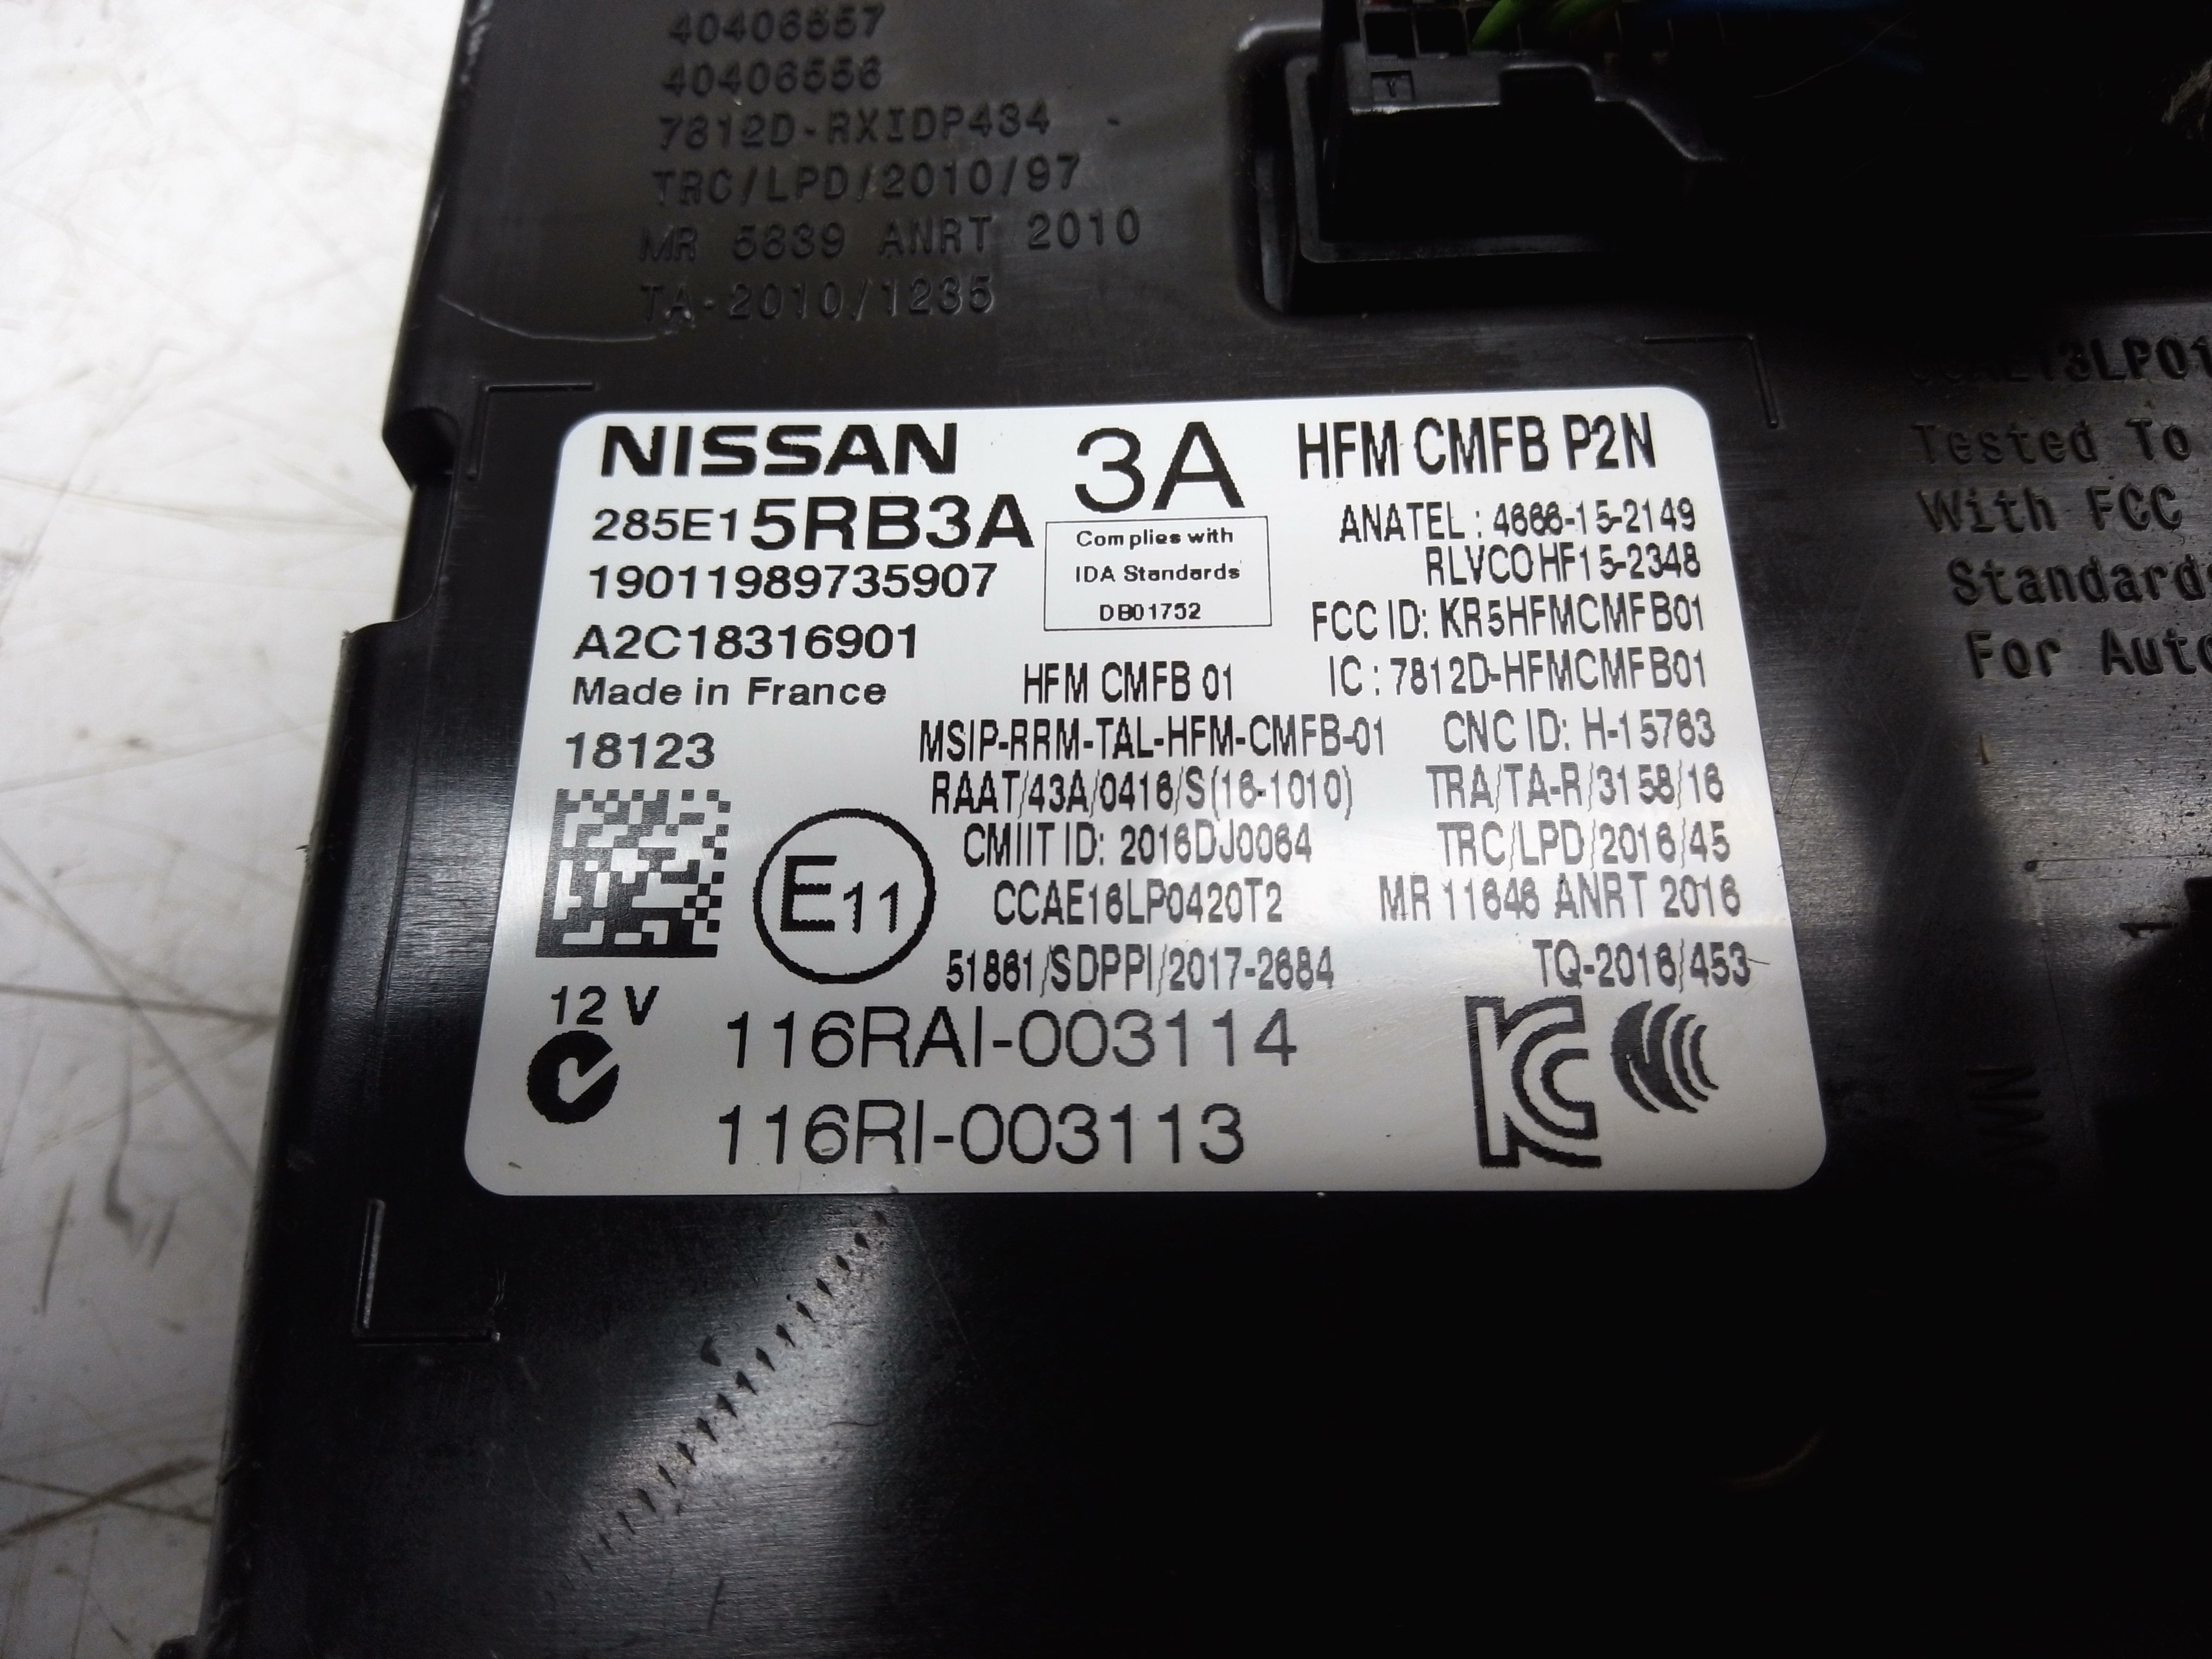 40406557
40406556
7812D-RXIDP434
TRC/LPD/2010/97
MR 5839 ANRT 2010
TA-2010/1235
NISSAN
3A
HFM CMFB P2N
285E15RB3A
19011989735907
A2C18316901
Made in France
18123
Complies with
IDA Standards
DB01752
ANATEL: 4666-15-2149
RLVCOHF15-2348
FCC ID: KR5HFMCMFB01
HFM CMFB 01
IC: 7812D-HFMCMFB01
MSIP-RRM-TAL-HFM-CMFB-01
CNC ID: H-15763
RAAT/43A/0416/S(16-1010)
TRA/TA-R/3158/16
CMIIT ID: 2016DJ0064
TRC/LPD/2016/45
CCAE16LP0420T2
MR 11646 ANRT 2016
51861/SDPPI/2017-2684
TQ-2016/453
E11
12 V
116RAI-003114
116RI-003113
KC
Tested To
With FCC
Standards
For Auto